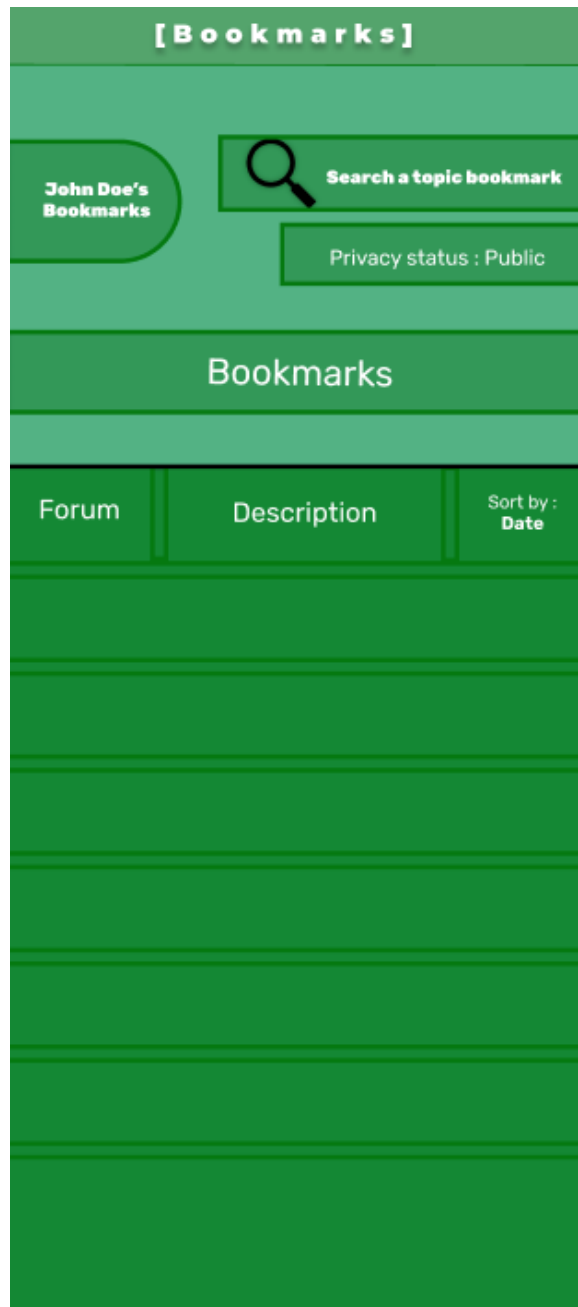 [Bookmarks]
John Doe's
Bookmarks
Search a topic bookmark
Privacy status : Public
Bookmarks
Forum
Description
Sort by :
Date